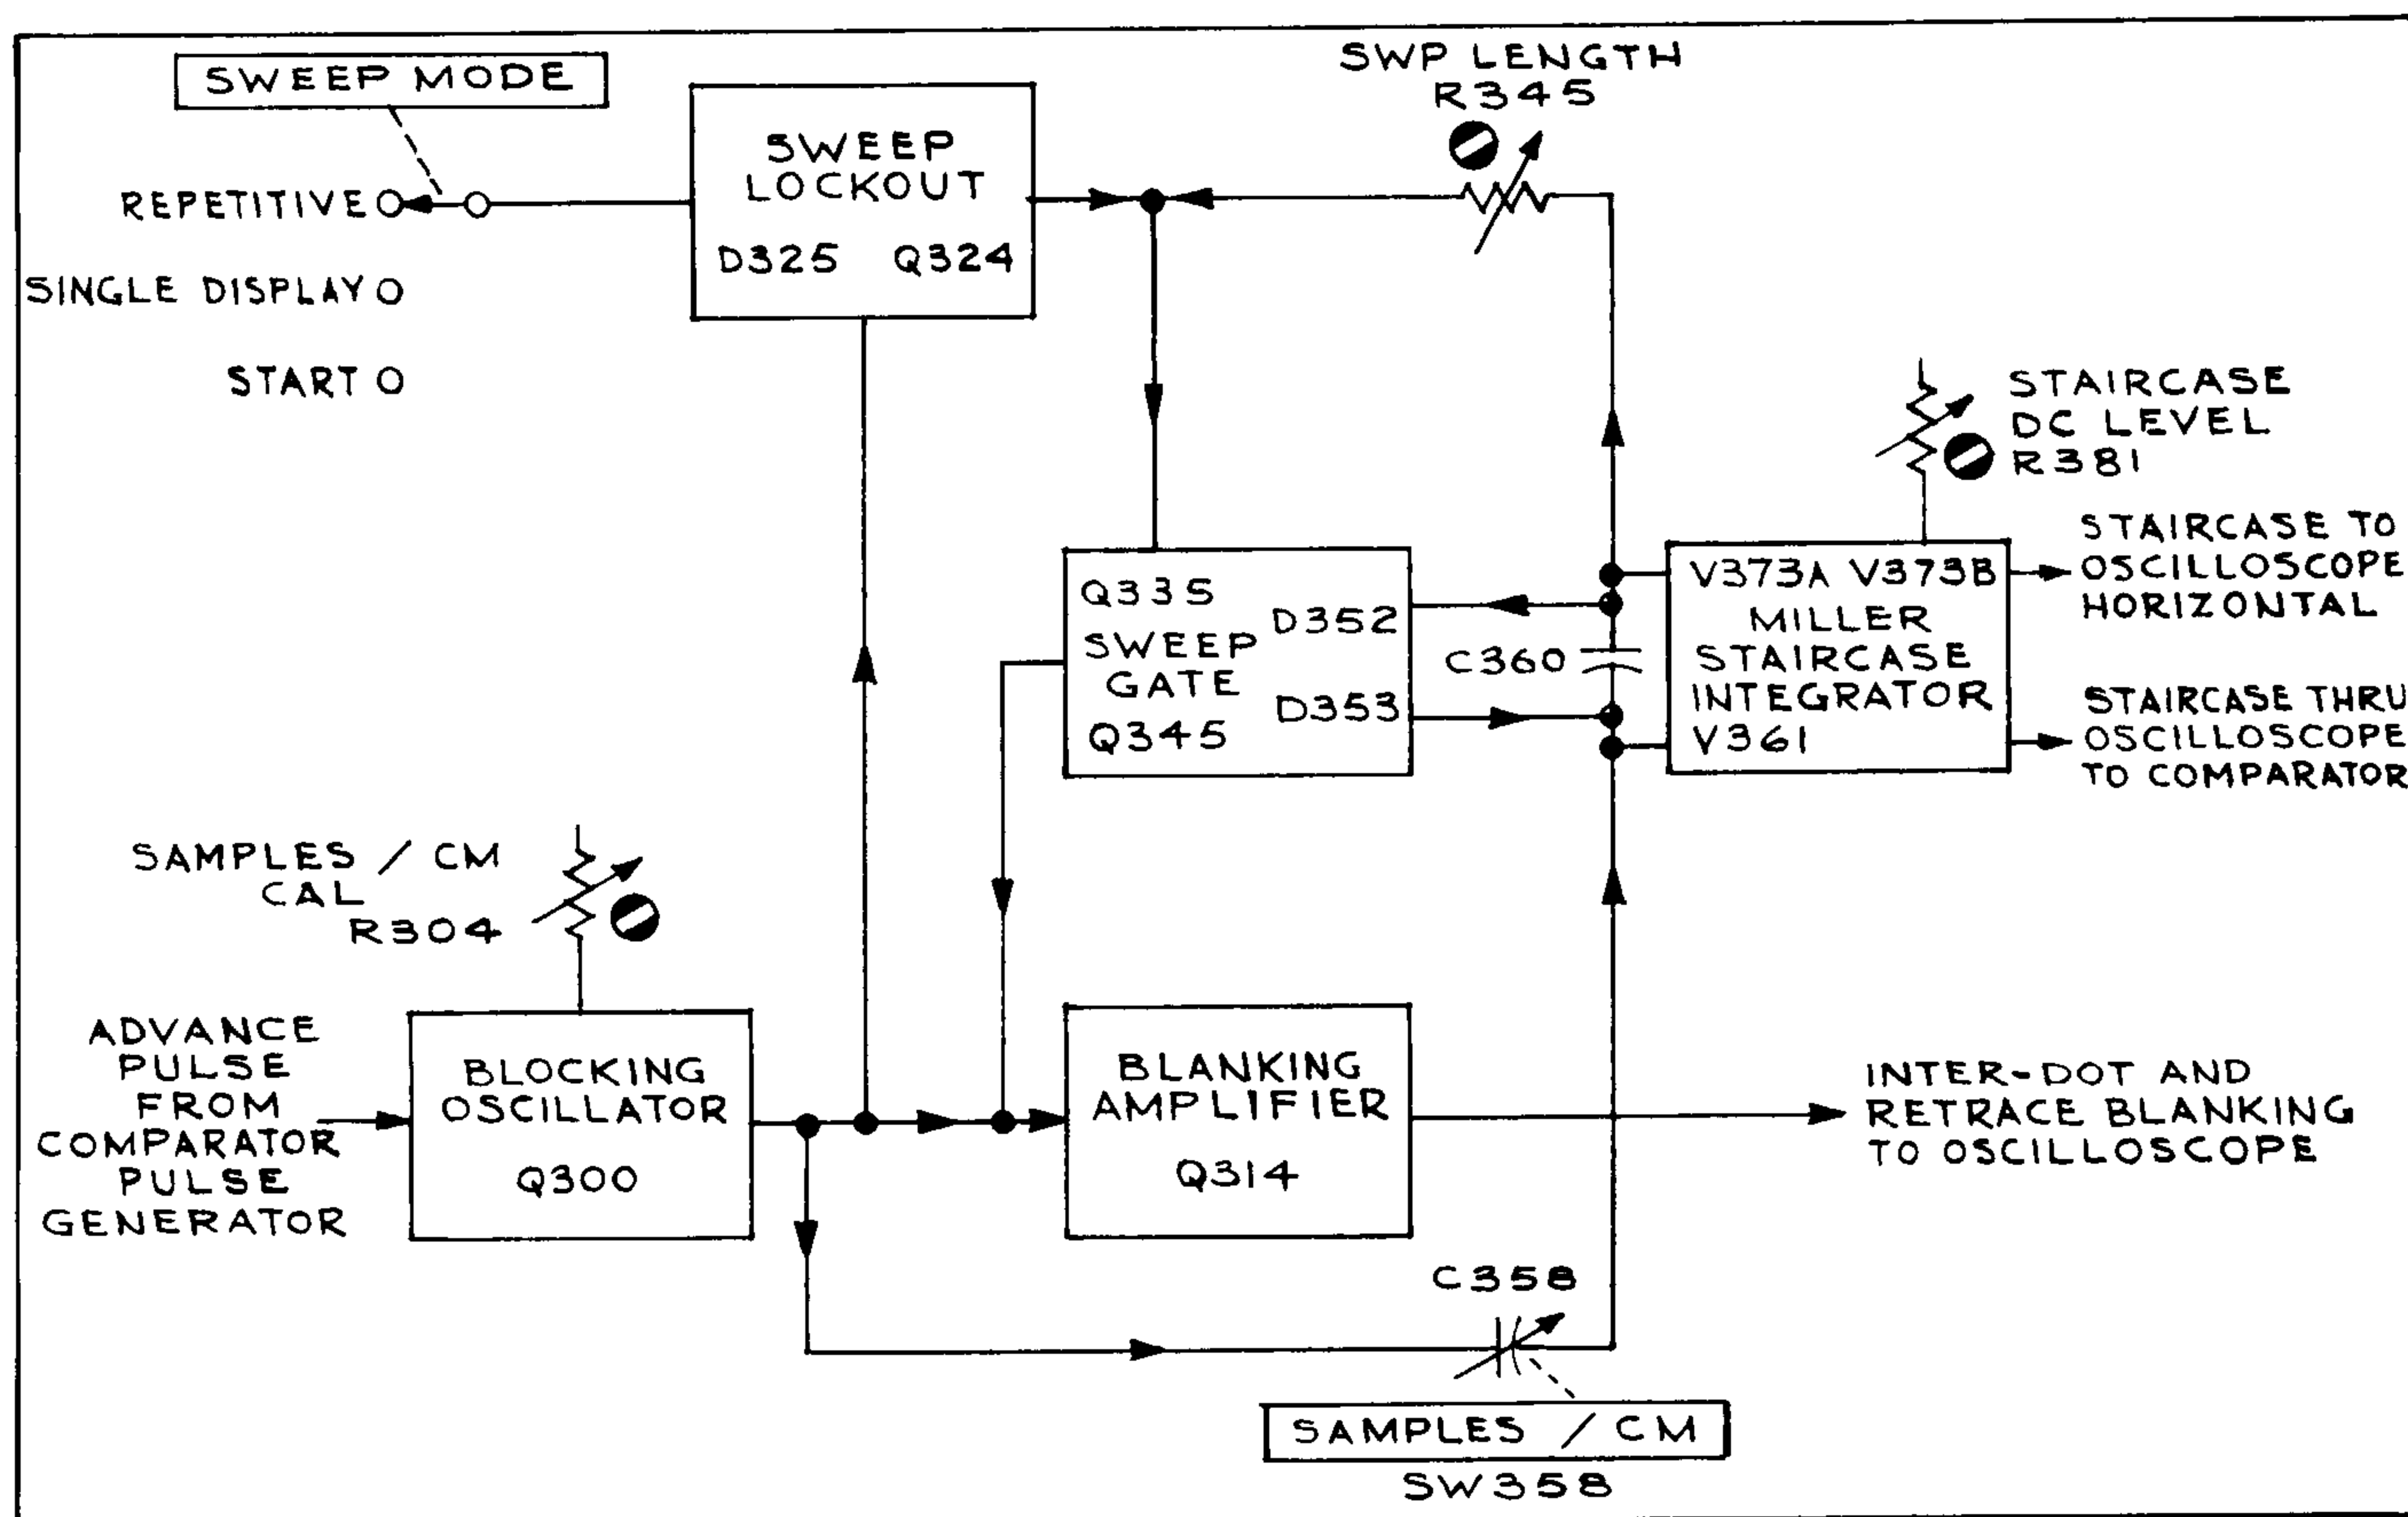 SWEEP MODE
REPETITIVE
SINGLE DISPLAY
START
SWEEP
LOCKOUT
D325 Q324
SWP LENGTH
R345
STAIRCASE
DC LEVEL
R381
Q335
D352
SWEEP
GATE
D353
Q345
C360
V373A V373B
MILLER
STAIRCASE
INTEGRATOR
V361
STAIRCASE TO
OSCILLOSCOPE
HORIZONTAL
STAIRCASE THRU
OSCILLOSCOPE
TO COMPARATOR
SAMPLES / CM
CAL
R304
ADVANCE
PULSE
FROM
COMPARATOR
PULSE
GENERATOR
BLOCKING
OSCILLATOR
Q300
BLANKING
AMPLIFIER
Q314
INTER-DOT AND
RETRACE BLANKING
TO OSCILLOSCOPE
C358
SAMPLES / CM
SW358